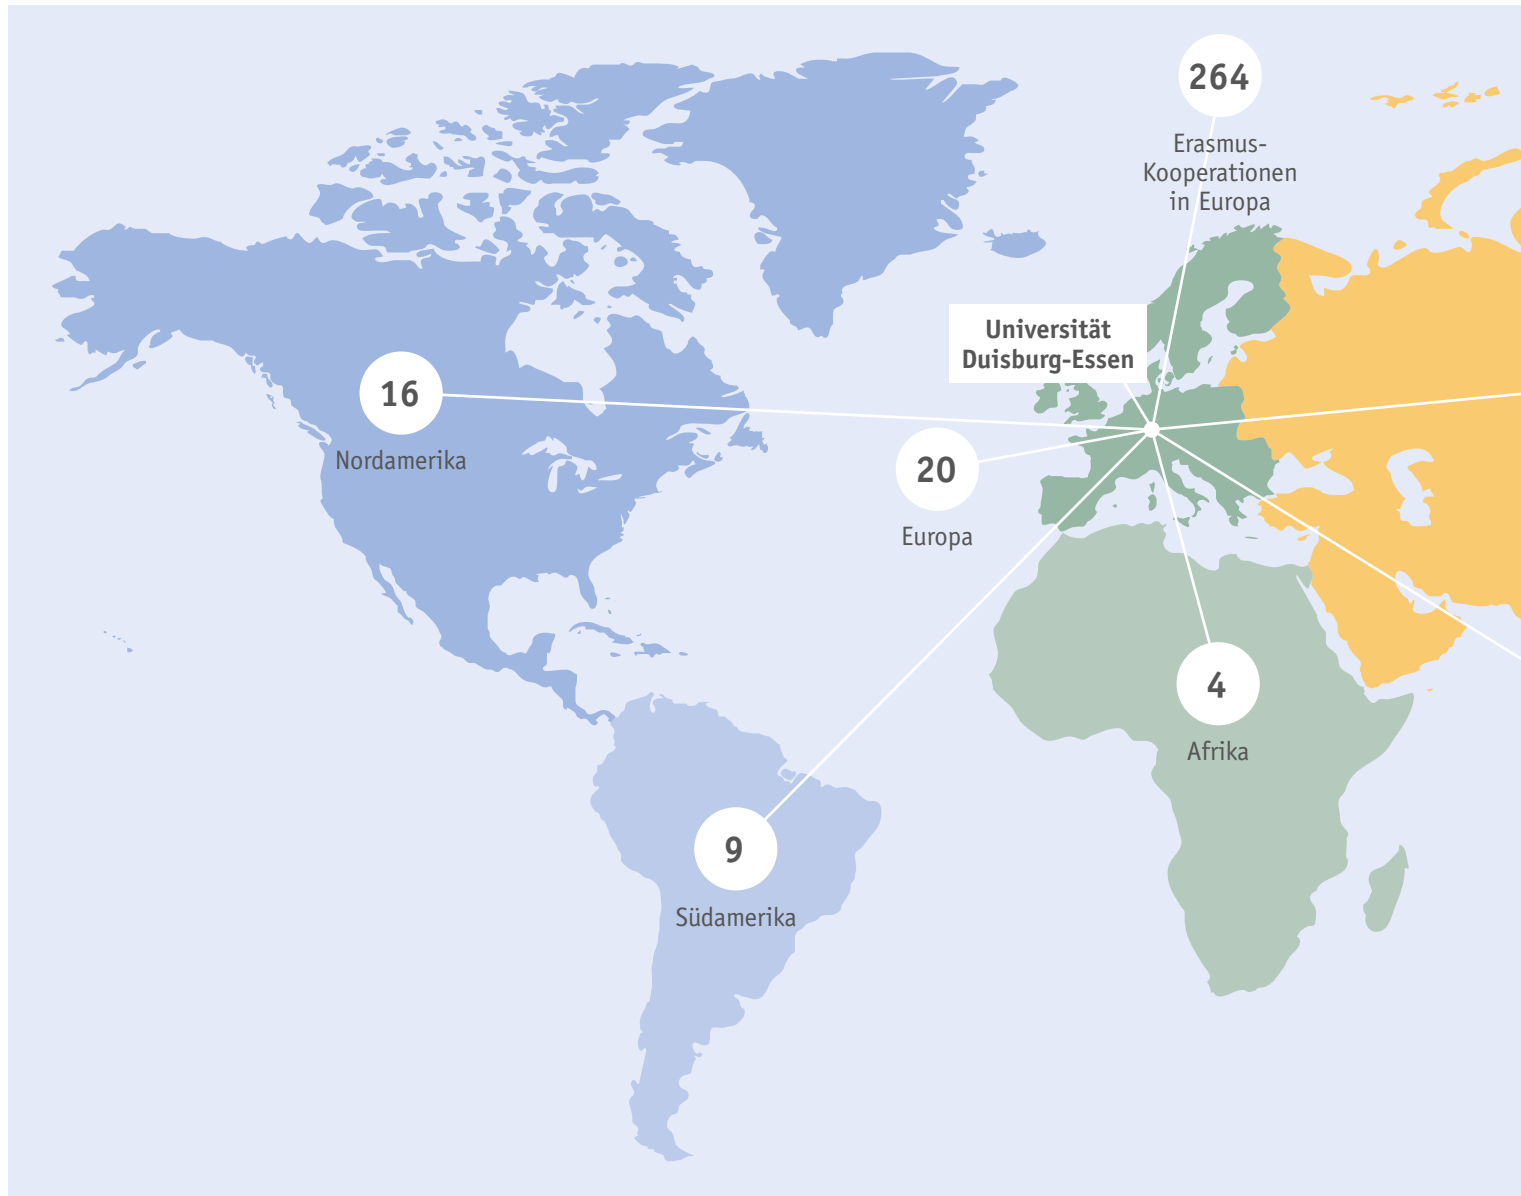 264
Erasmus-
Kooperationen
in Europa
Universität
Duisburg-Essen
16
Nordamerika
20
Europa
4
Afrika
9
Südamerika